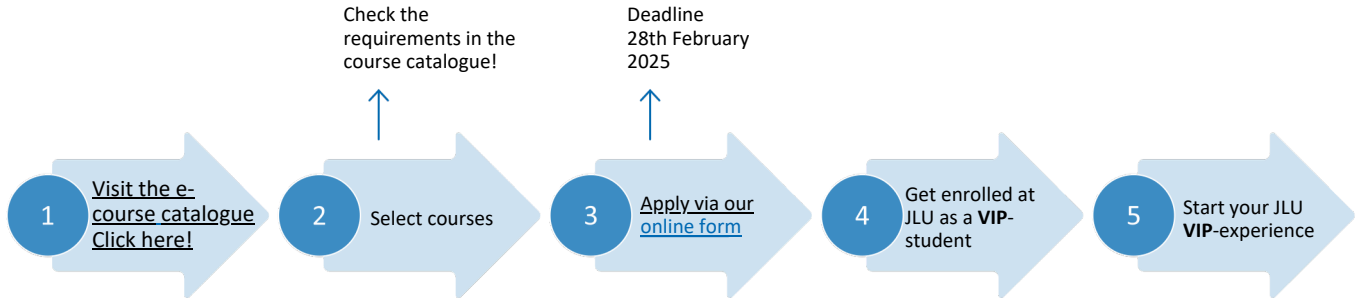 Check the
requirements in the
course catalogue!
Deadline
28th February
2025
1
Visit the e-
course catalogue
Click here!
2
Select courses
3
Apply via our
online form
4
Get enrolled at
JLU as a VIP-
student
5
Start your JLU
VIP-experience